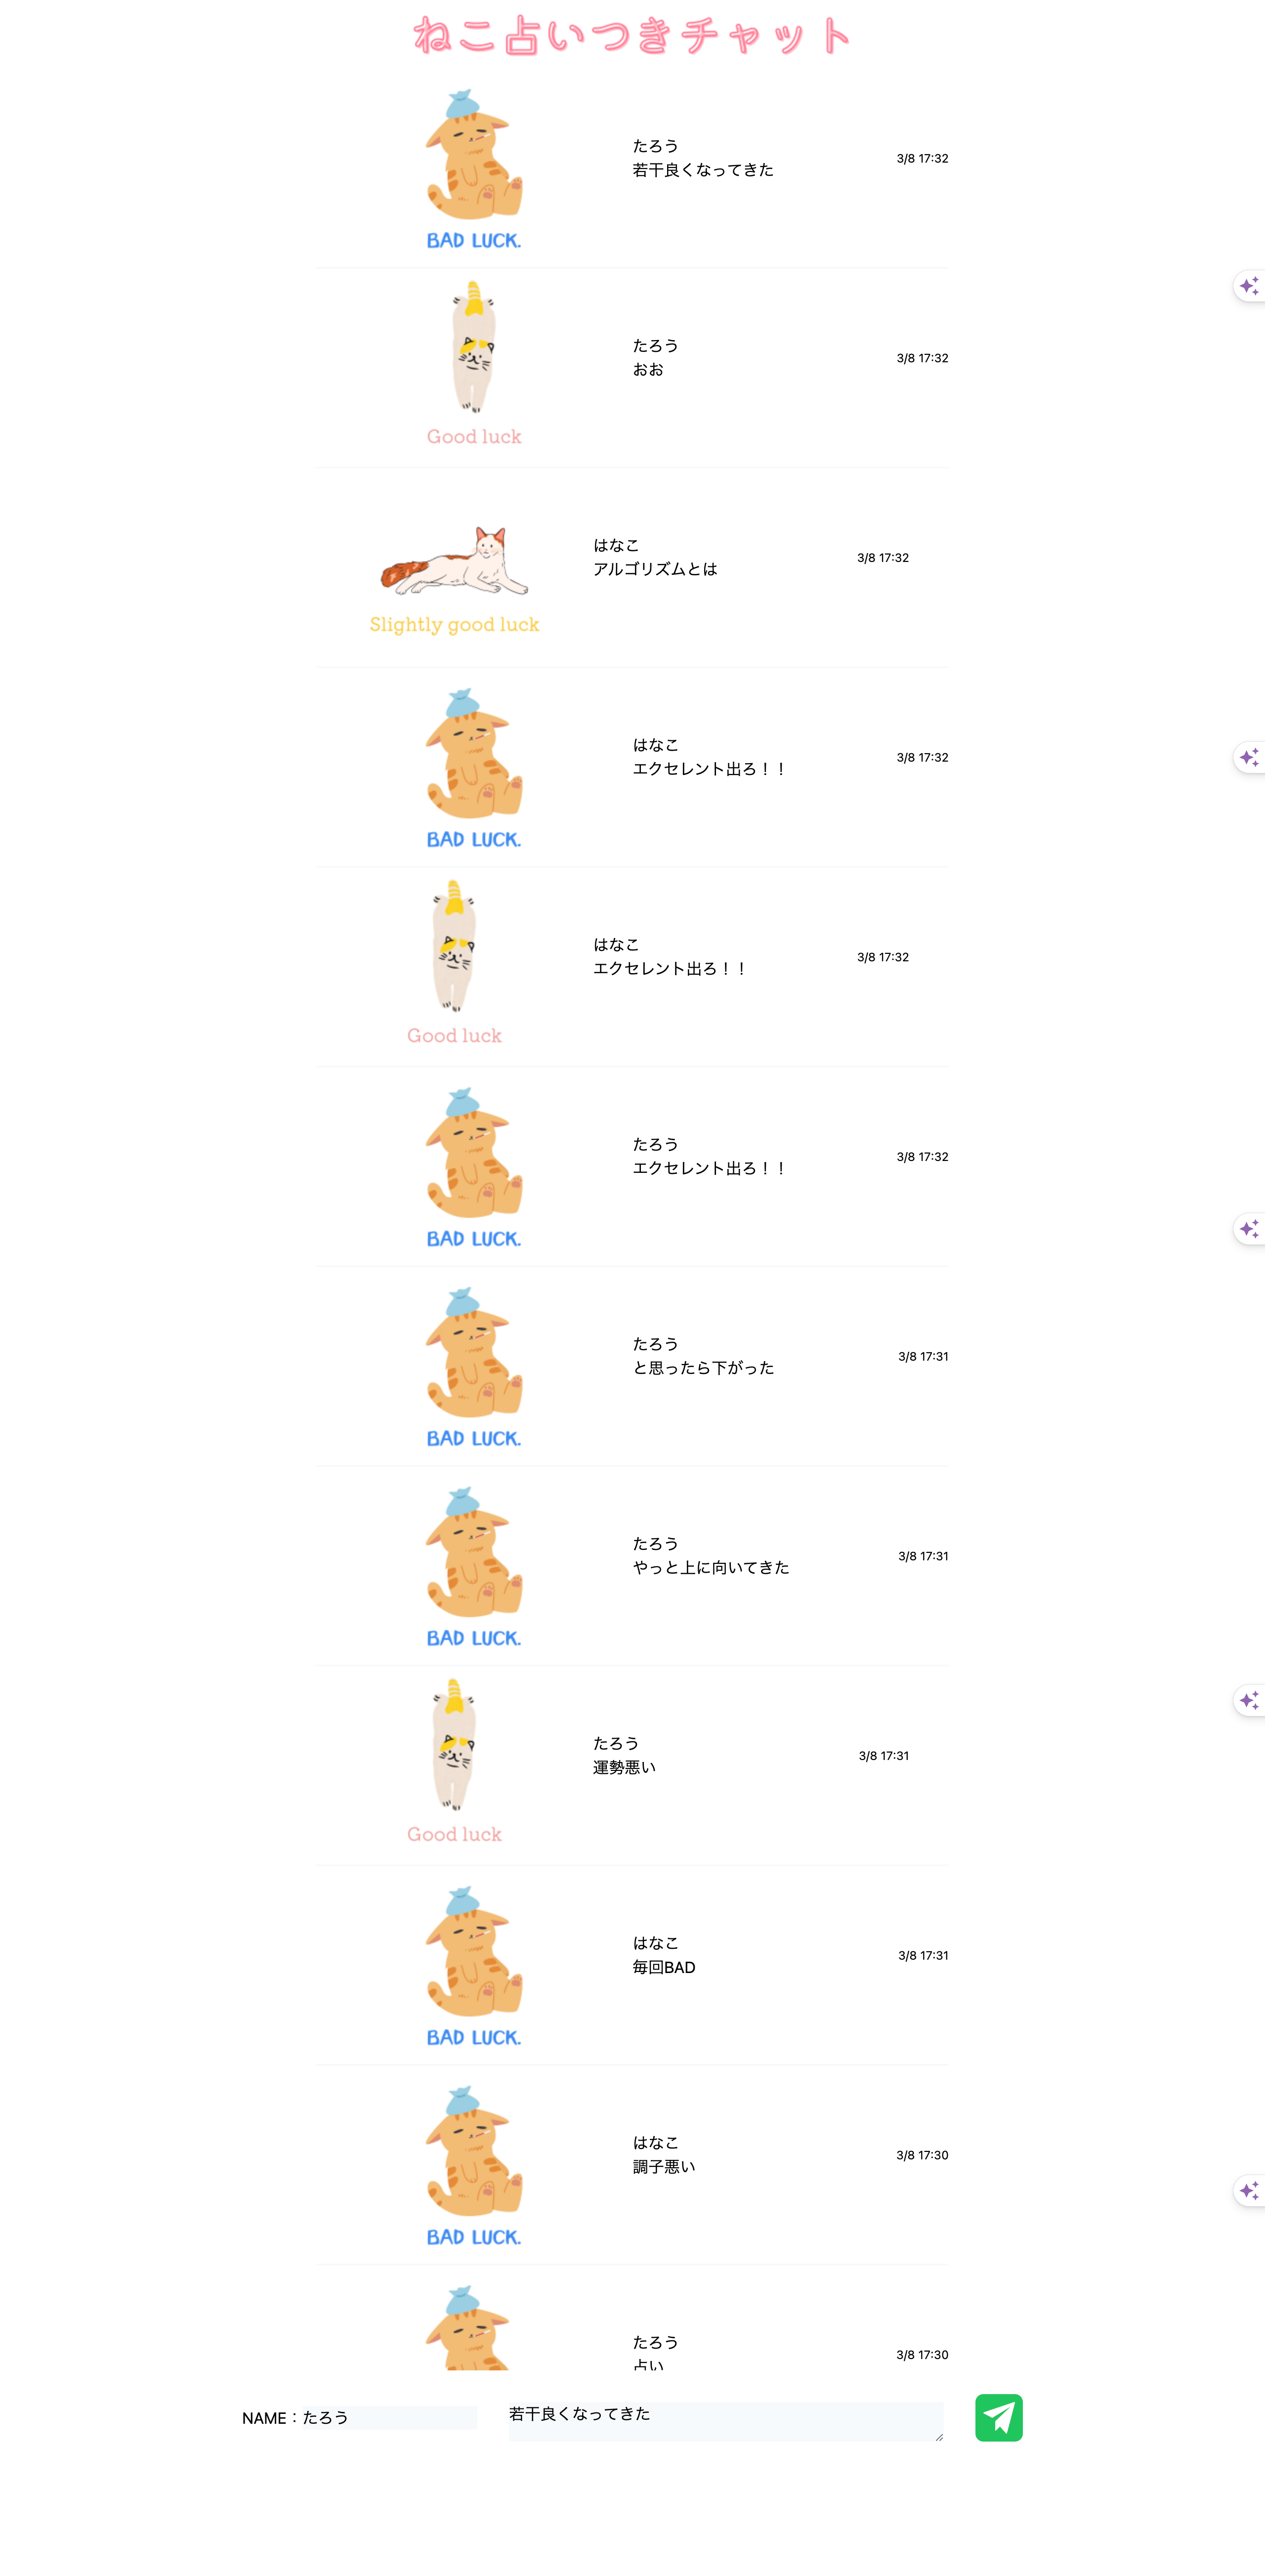 ねこ占いつきチャット
BAD LUCK.
たろう
若干良くなってきた
3/8 17:32
Good luck
たろう
おお
3/8 17:32
Slightly good luck
はなこ
アルゴリズムとは
3/8 17:32
BAD LUCK.
はなこ
エクセレント出ろ！！
3/8 17:32
Good luck
はなこ
エクセレント出ろ！！
3/8 17:32
BAD LUCK.
たろう
エクセレント出ろ！！
3/8 17:32
BAD LUCK.
たろう
と思ったら下がった
3/8 17:31
BAD LUCK.
たろう
やっと上に向いてきた
3/8 17:31
Good luck
たろう
運勢悪い
3/8 17:31
BAD LUCK.
はなこ
毎回BAD
3/8 17:31
BAD LUCK.
はなこ
調子悪い
3/8 17:30
たろう
占い
3/8 17:30
NAME：たろう
若干良くなってきた